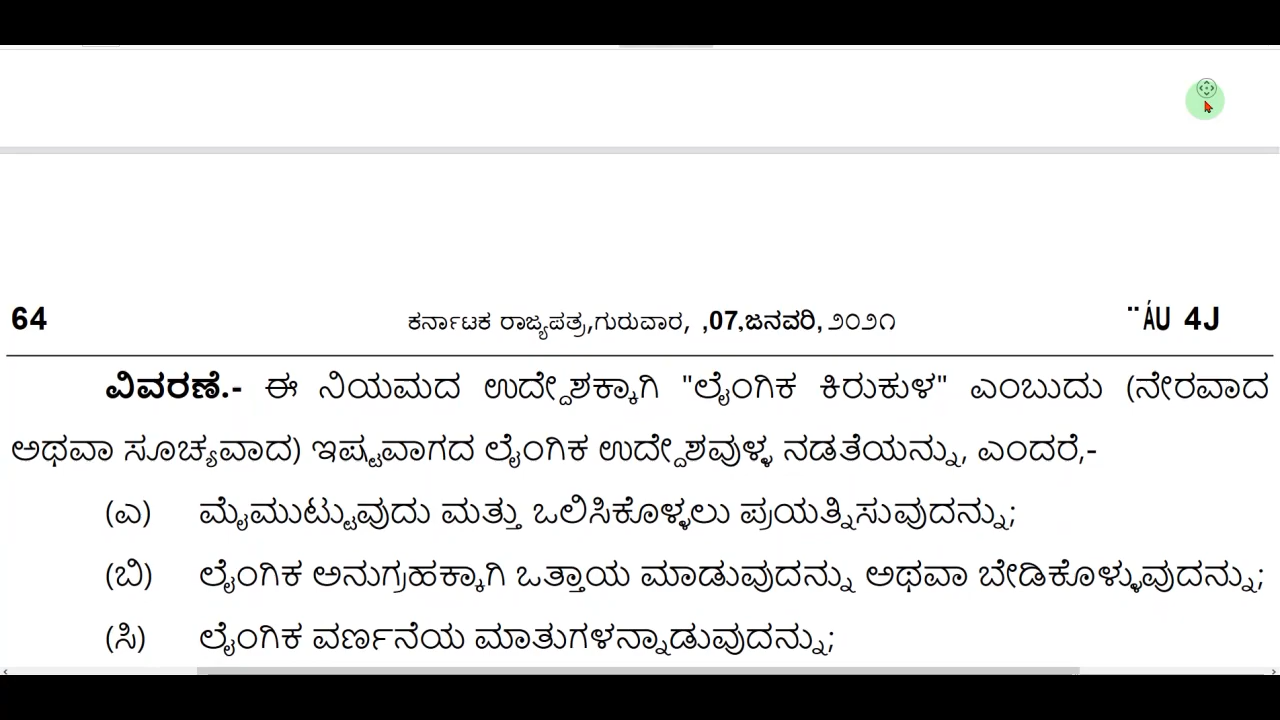 64 ಕರ್ನಾಟಕ ರಾಜ್ಯಪತ್ರ,ಗುರುವಾರ, ,07,ಜನವರಿ, ೨೦೨೧ ¨ÁU 4J
ವಿವರಣೆ.- ಈ ನಿಯಮದ ಉದ್ದೇಶಕ್ಕಾಗಿ "ಲೈಂಗಿಕ ಕಿರುಕುಳ" ಎಂಬುದು (ನೇರವಾದ
ಅಥವಾ ಸೂಚ್ಯವಾದ) ಇಷ್ಟವಾಗದ ಲೈಂಗಿಕ ಉದ್ದೇಶವುಳ್ಳ ನಡತೆಯನ್ನು, ಎಂದರೆ,-
(ಎ) ಮೈಮುಟ್ಟುವುದು ಮತ್ತು ಒಲಿಸಿಕೊಳ್ಳಲು ಪ್ರಯತ್ನಿಸುವುದನ್ನು;
(ಬಿ) ಲೈಂಗಿಕ ಅನುಗ್ರಹಕ್ಕಾಗಿ ಒತ್ತಾಯ ಮಾಡುವುದನ್ನು ಅಥವಾ ಬೇಡಿಕೊಳ್ಳುವುದನ್ನು;
(ಸಿ) ಲೈಂಗಿಕ ವರ್ಣನೆಯ ಮಾತುಗಳನ್ನಾಡುವುದನ್ನು;